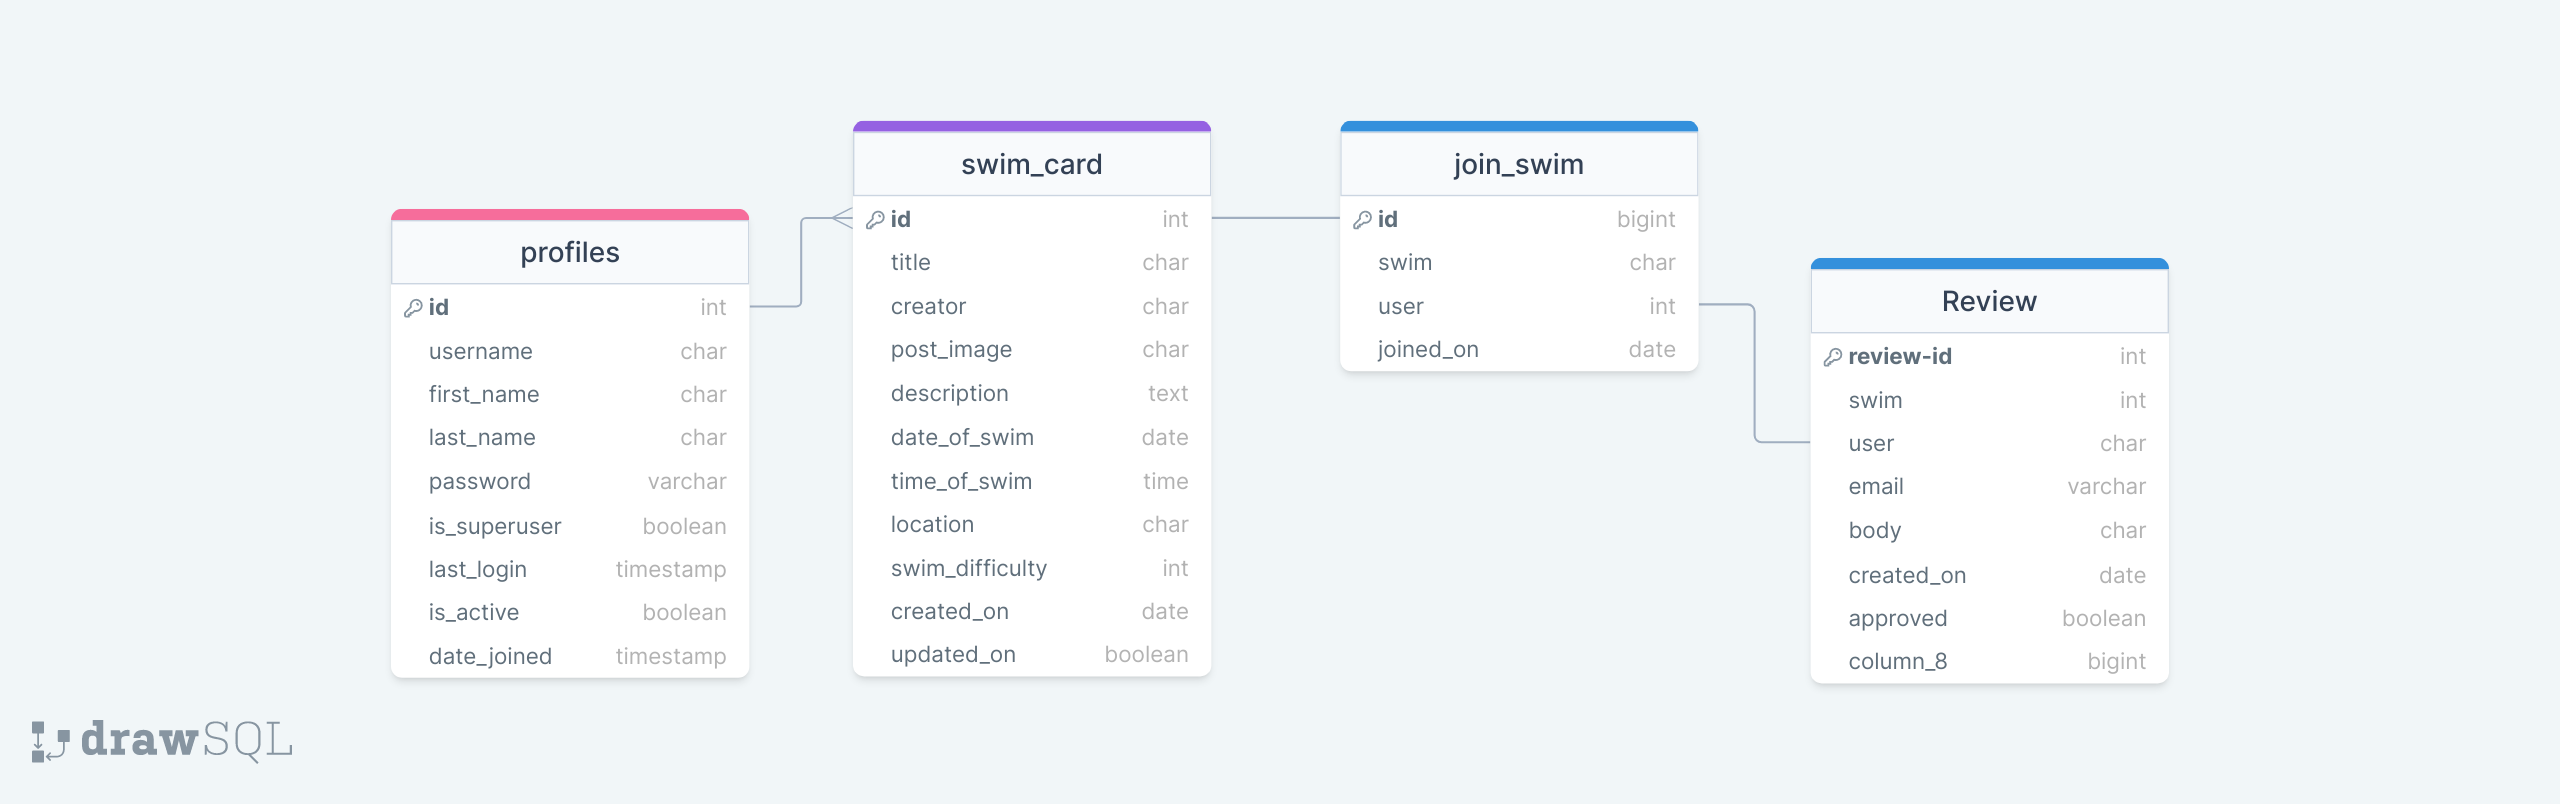 profiles
id int
username char
first_name char
last_name char
password varchar
is_superuser boolean
last_login timestamp
is_active boolean
date_joined timestamp
swim_card
id int
title char
creator char
post_image char
description text
date_of_swim date
time_of_swim time
location char
swim_difficulty int
created_on date
updated_on boolean
join_swim
id bigint
swim char
user int
joined_on date
Review
review-id int
swim int
user char
email varchar
body char
created_on date
approved boolean
column_8 bigint
drawSQL